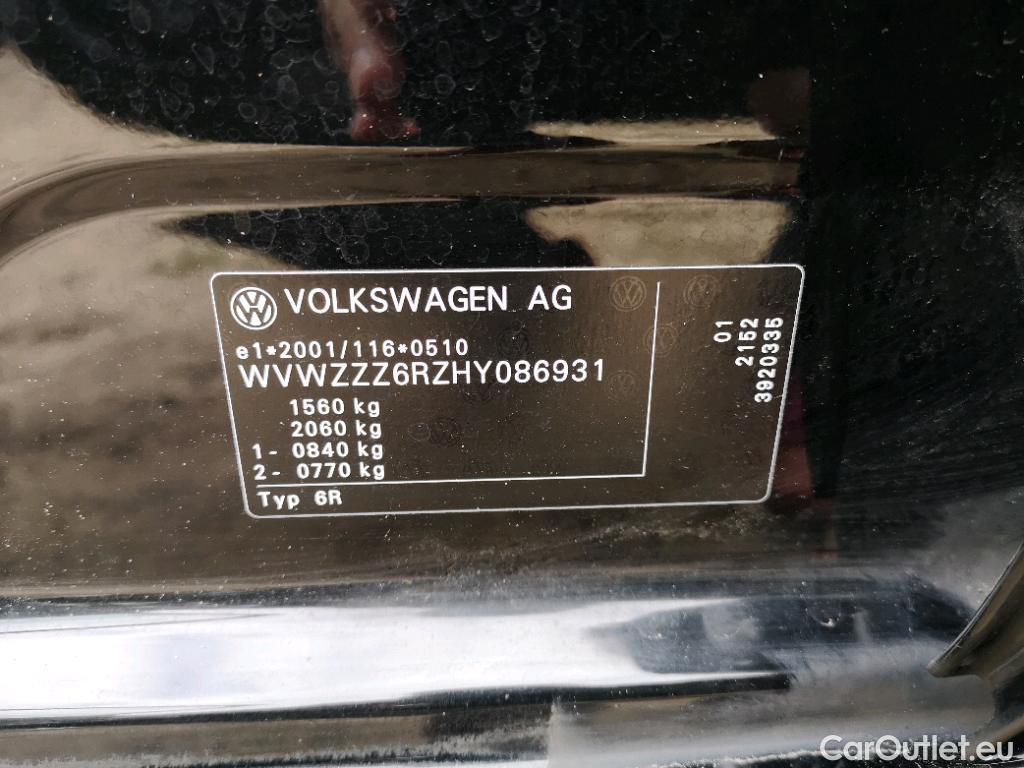 VOLKSWAGEN AG
e1*2001/116*0510
WVWZZZ6RZHY086931
1560 kg
2060 kg
1- 0840 kg
2- 0770 kg
Typ 6R
01
2152
3920335
CarOutlet.eu